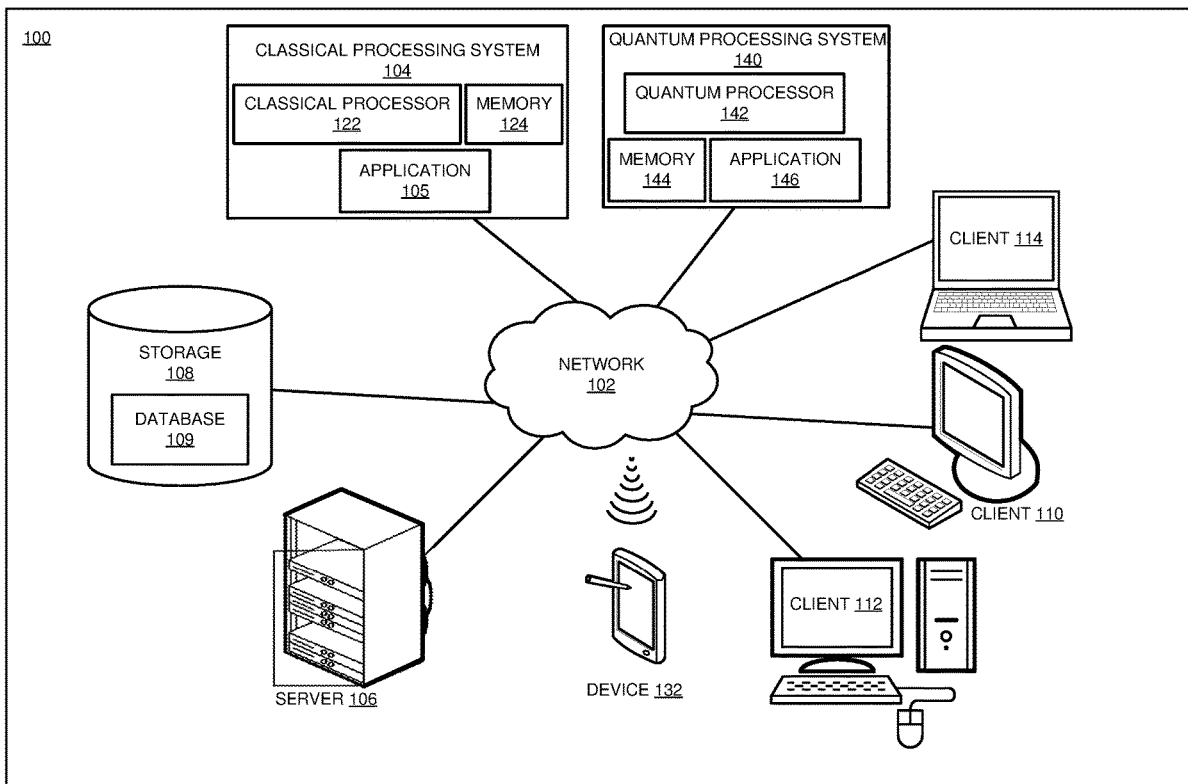 100
CLASSICAL PROCESSING SYSTEM
104
CLASSICAL PROCESSOR
122
MEMORY
124
APPLICATION
105
QUANTUM PROCESSING SYSTEM
140
QUANTUM PROCESSOR
142
MEMORY
144
APPLICATION
146
CLIENT 114
STORAGE
108
DATABASE
109
NETWORK
102
CLIENT 110
CLIENT 112
SERVER 106
DEVICE 132